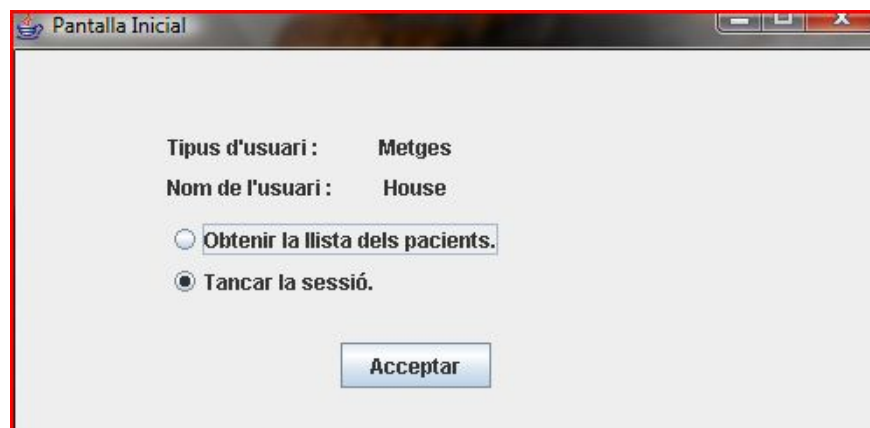 Pantalla Inicial
Tipus d'usuari : Metges
Nom de l'usuari : House
Obtenir la llista dels pacients.
Tancar la sessió.
Acceptar